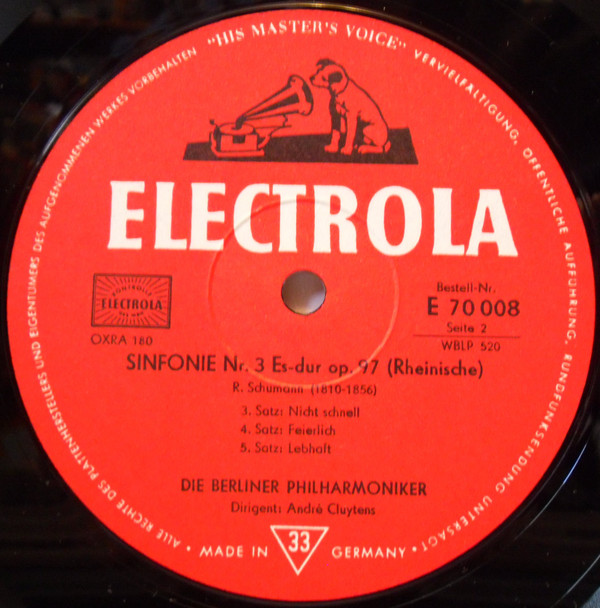 ALLE RECHTE DES PLATTENHERSTELLERS UND EIGENTÜMERS DES AUFGENOMMENEN WERKES VORBEHALTEN "HIS MASTER'S VOICE" VERVIELFÄLTIGUNG, ÖFFENTLICHE AUFFÜHRUNG, RUNDFUNKSENDUNG UNTERSAGT
ELECTROLA
ELECTROLA
OXRA 180
Bestell-Nr.
E 70 008
Seite 2
WBLP 520
SINFONIE Nr. 3 Es-dur op. 97 (Rheinische)
R. Schumann (1810-1856)
3. Satz: Nicht schnell
4. Satz: Feierlich
5. Satz: Lebhaft
DIE BERLINER PHILHARMONIKER
Dirigent: André Cluytens
MADE IN 33 GERMANY